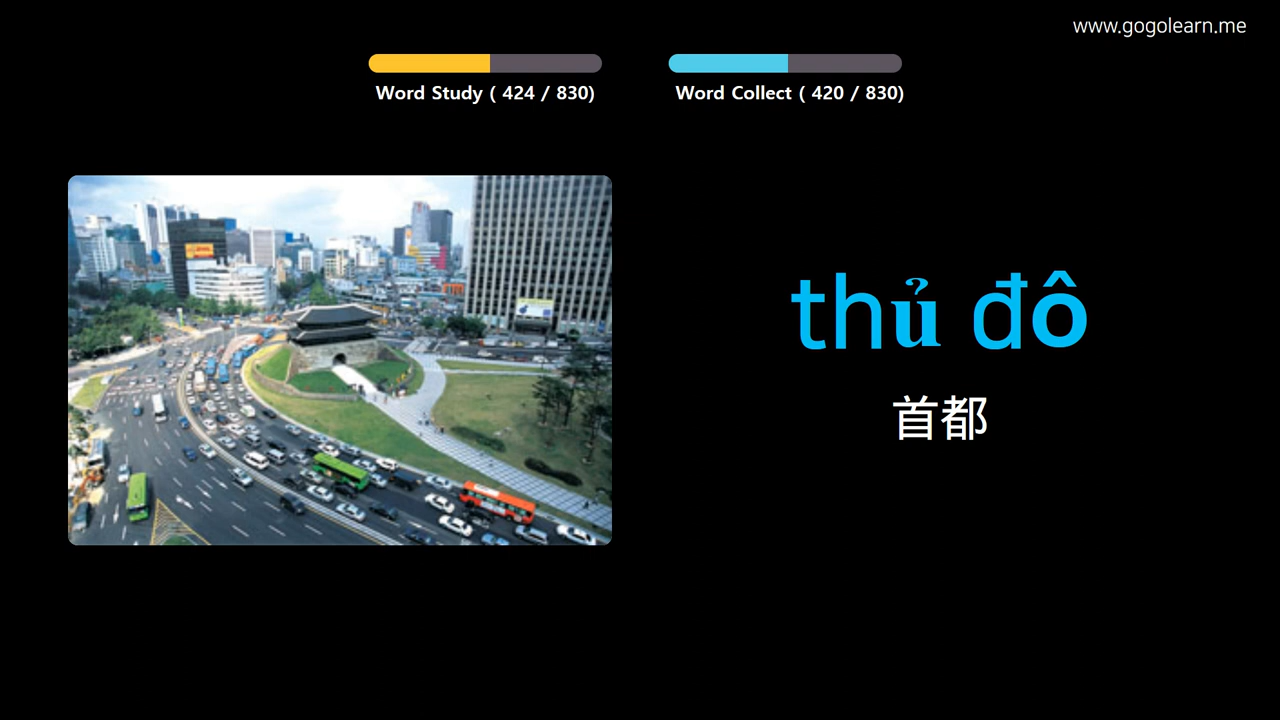 www.gogolearn.me
Word Study ( 424 / 830)
Word Collect ( 420 / 830)
thủ đô
首都